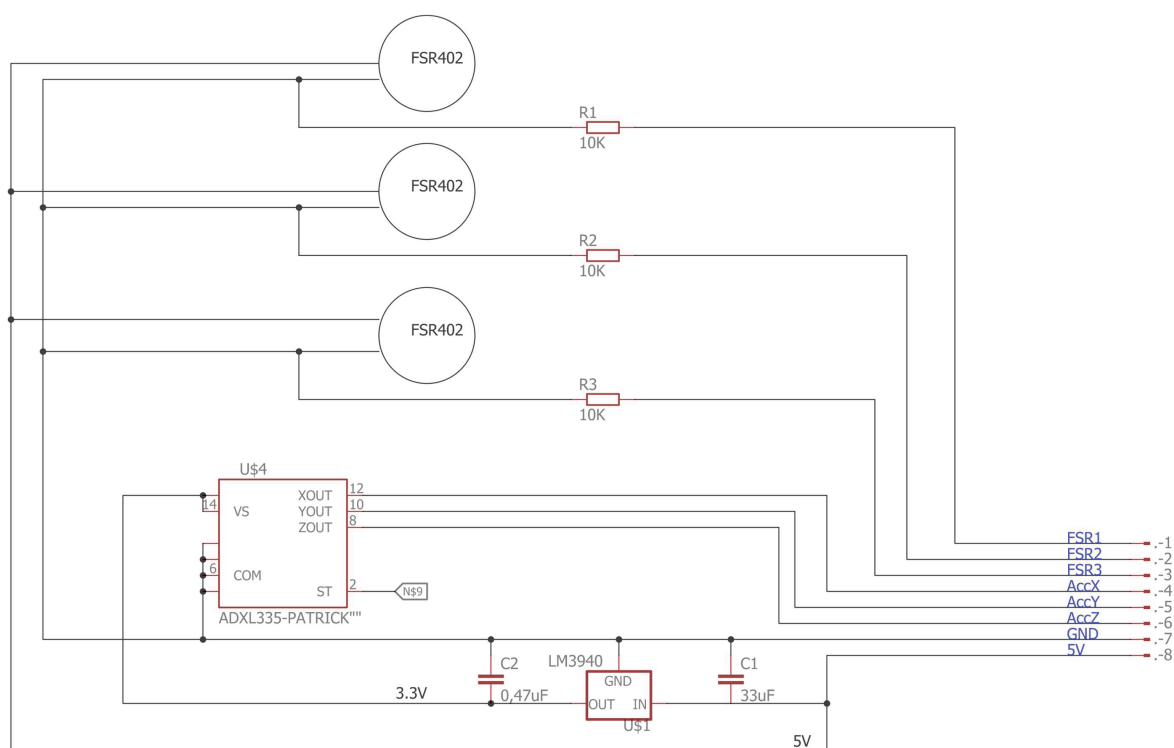 FSR402
R1
10K
FSR402
R2
10K
FSR402
R3
10K
U$4
14 VS XOUT 12
YOUT 10
ZOUT 8
6 COM
ST 2 N$9
ADXL335-PATRICK""
FSR1 .-1
FSR2 .-2
FSR3 .-3
AccX .-4
AccY .-5
AccZ .-6
GND .-7
5V .-8
C2
0,47uF
LM3940
GND
OUT IN
U$1
C1
33uF
3.3V
5V